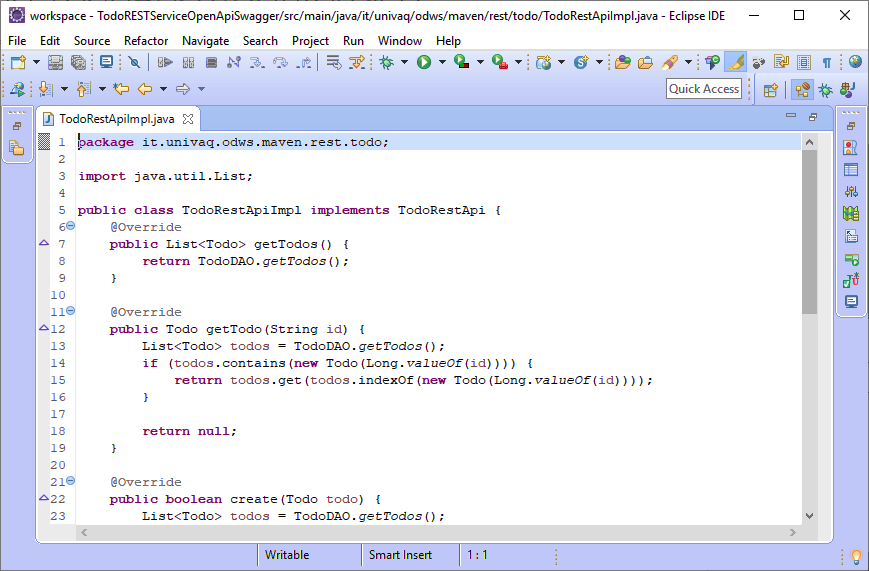 workspace - TodoRESTServiceOpenApiSwagger/src/main/java/it/univaq/odws/maven/rest/todo/TodoRestApiImpl.java - Eclipse IDE
File Edit Source Refactor Navigate Search Project Run Window Help
Quick Access
TodoRestApiImpl.java
1 package it.univaq.odws.maven.rest.todo;
2
3 import java.util.List;
4
5 public class TodoRestApiImpl implements TodoRestApi {
6 @Override
7 public List<Todo> getTodos() {
8 return TodoDAO.getTodos();
9 }
10
11 @Override
12 public Todo getTodo(String id) {
13 List<Todo> todos = TodoDAO.getTodos();
14 if (todos.contains(new Todo(Long.valueOf(id)))) {
15 return todos.get(todos.indexOf(new Todo(Long.valueOf(id))));
16 }
17
18 return null;
19 }
20
21 @Override
22 public boolean create(Todo todo) {
23 List<Todo> todos = TodoDAO.getTodos();
Writable Smart Insert 1 : 1